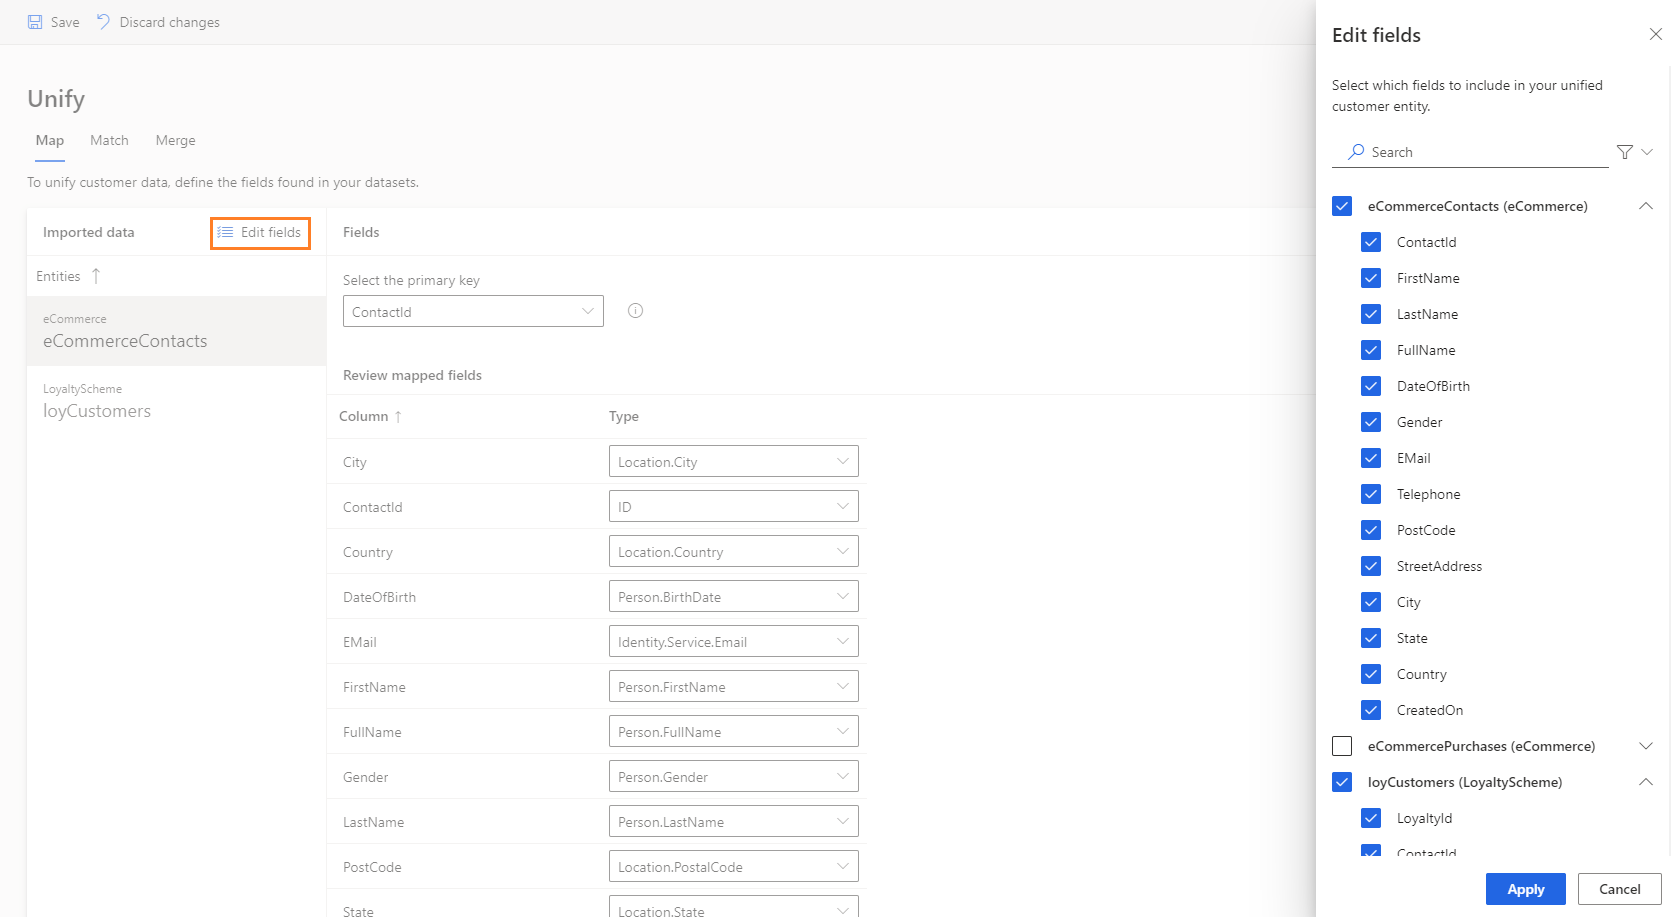 Save
Discard changes
Unify
Map
Match
Merge
To unify customer data, define the fields found in your datasets.
Imported data
Edit fields
Entities
eCommerce
eCommerceContacts
LoyaltyScheme
loyCustomers
Fields
Select the primary key
ContactId
Review mapped fields
Column
Type
City
Location.City
ContactId
ID
Country
Location.Country
DateOfBirth
Person.BirthDate
EMail
Identity.Service.Email
FirstName
Person.FirstName
FullName
Person.FullName
Gender
Person.Gender
LastName
Person.LastName
PostCode
Location.PostalCode
State
Location.State
Edit fields
Select which fields to include in your unified
customer entity.
Search
eCommerceContacts (eCommerce)
ContactId
FirstName
LastName
FullName
DateOfBirth
Gender
EMail
Telephone
PostCode
StreetAddress
City
State
Country
CreatedOn
eCommercePurchases (eCommerce)
loyCustomers (LoyaltyScheme)
LoyaltyId
ContactId
Apply
Cancel